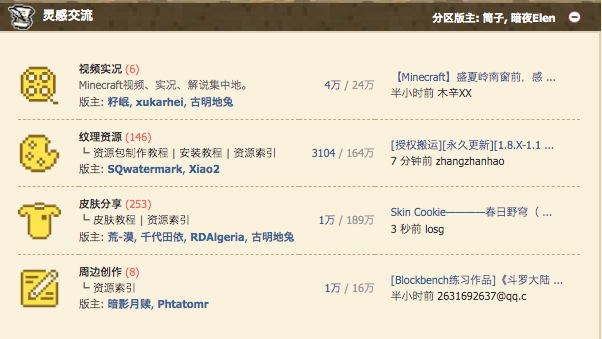 灵感交流
分区版主: 简子, 暗夜Elen
视频实况 (6)
Minecraft视频、实况、解说集中地。
版主: 籽岷, xukarhei, 古明地兔
4万 / 24万
【Minecraft】盛夏岭南窗前，感 ...
半小时前 木辛XX
纹理资源 (146)
┗ 资源包制作教程 | 安装教程 | 资源索引
版主: SQwatermark, Xiao2
3104 / 164万
[授权搬运][永久更新][1.8.X-1.1 ...
7 分钟前 zhangzhanhao
皮肤分享 (253)
┗ 皮肤教程 | 资源索引
版主: 荒-漠, 千代田依, RDAlgeria, 古明地兔
1万 / 189万
Skin Cookie————春日野穹（ ...
3 秒前 losg
周边创作 (8)
┗ 资源索引
版主: 暗影月赎, Phtatomr
1万 / 16万
[Blockbench练习作品]《斗罗大陆 ...
半小时前 2631692637@qq.c